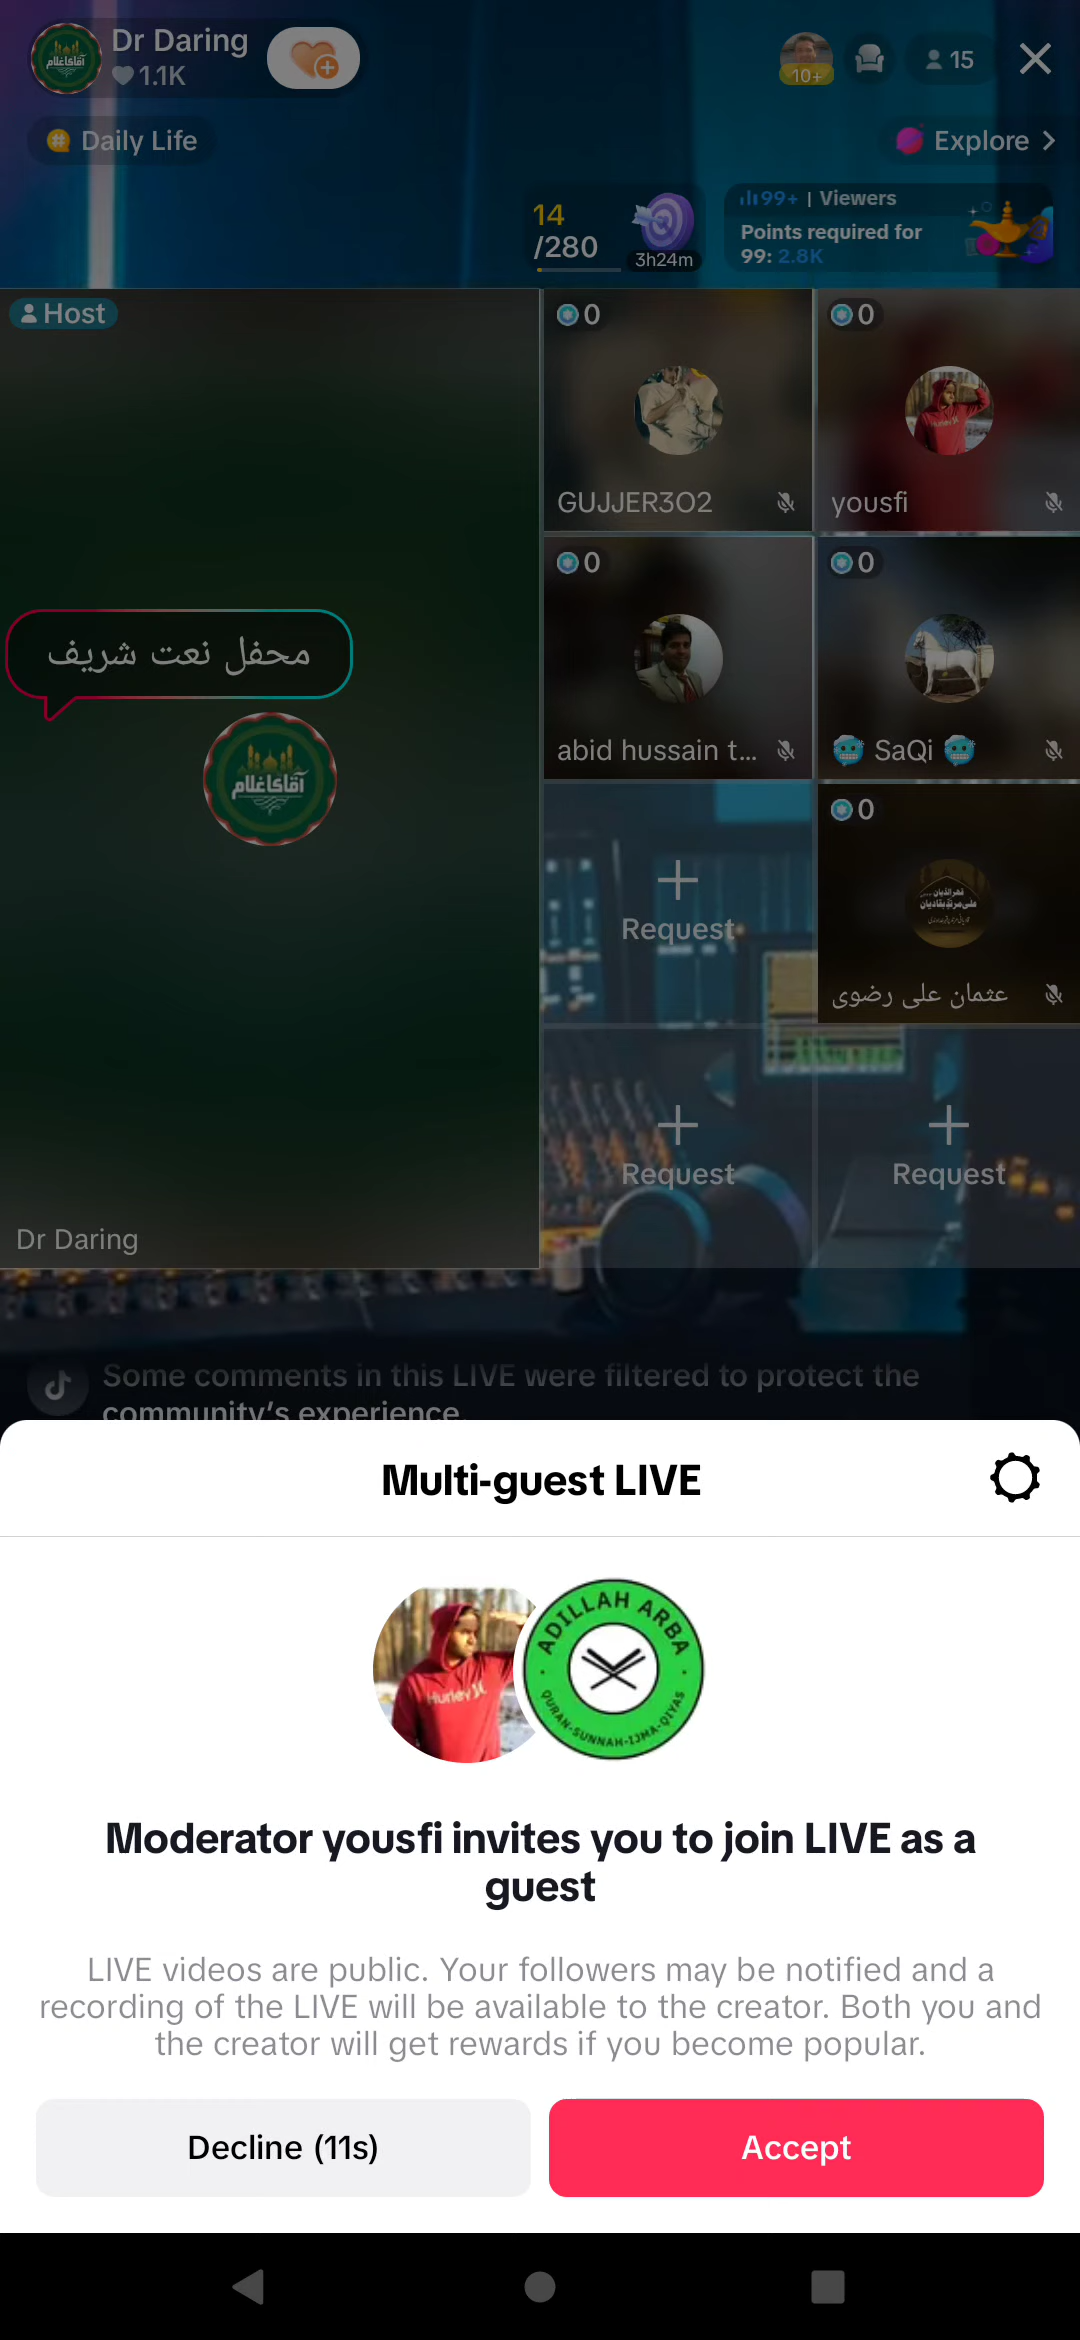 Dr Daring
1.1K
10+
15
Daily Life
Explore
14
/280
3h24m
99+ | Viewers
Points required for
99: 2.8K
Host
0
0
GUJJER3O2
yousfi
محفل نعت شریف
آقا کا غلام
0
0
abid hussain t...
🥶 SaQi 🥶
0
Request
عثمان علی رضوی
Request
Request
Dr Daring
Some comments in this LIVE were filtered to protect the
community's experience.
Multi-guest LIVE
ADILLAH ARBA
QURAN-SUNNAH-IJMA-QIYAS
Hurley
Moderator yousfi invites you to join LIVE as a
guest
LIVE videos are public. Your followers may be notified and a
recording of the LIVE will be available to the creator. Both you and
the creator will get rewards if you become popular.
Decline (11s)
Accept